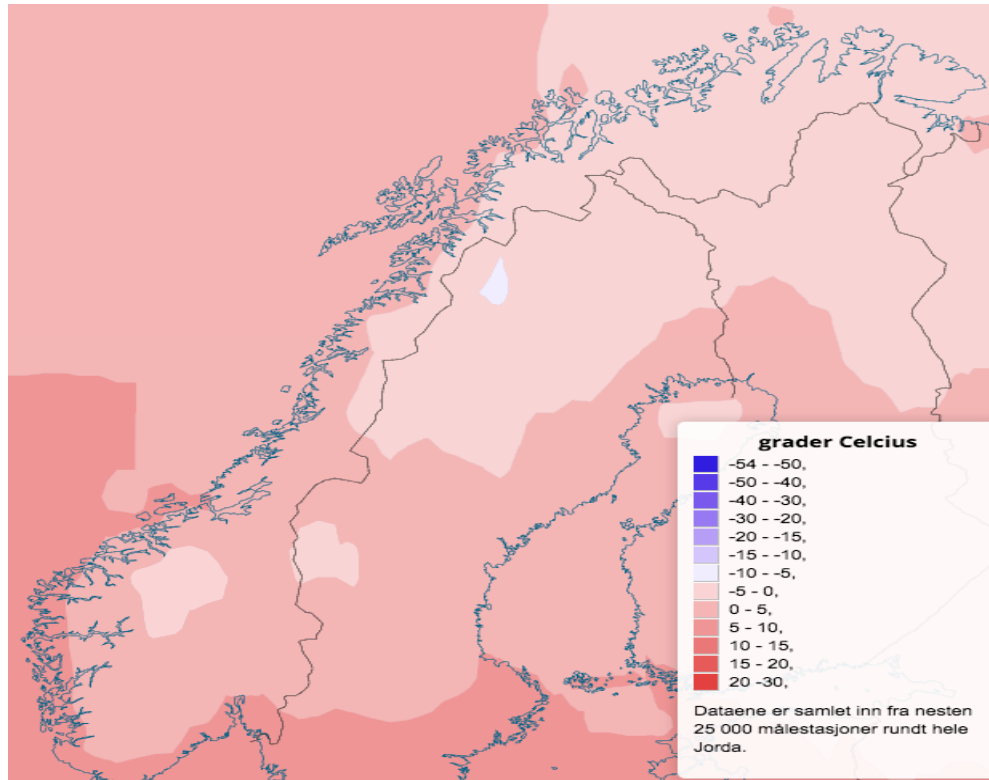 grader Celcius
-54 - -50,
-50 - -40,
-40 - -30,
-30 - -20,
-20 - -15,
-15 - -10,
-10 - -5,
-5 - 0,
0 - 5,
5 - 10,
10 - 15,
15 - 20,
20 -30,
Dataene er samlet inn fra nesten
25 000 målestasjoner rundt hele
Jorda.